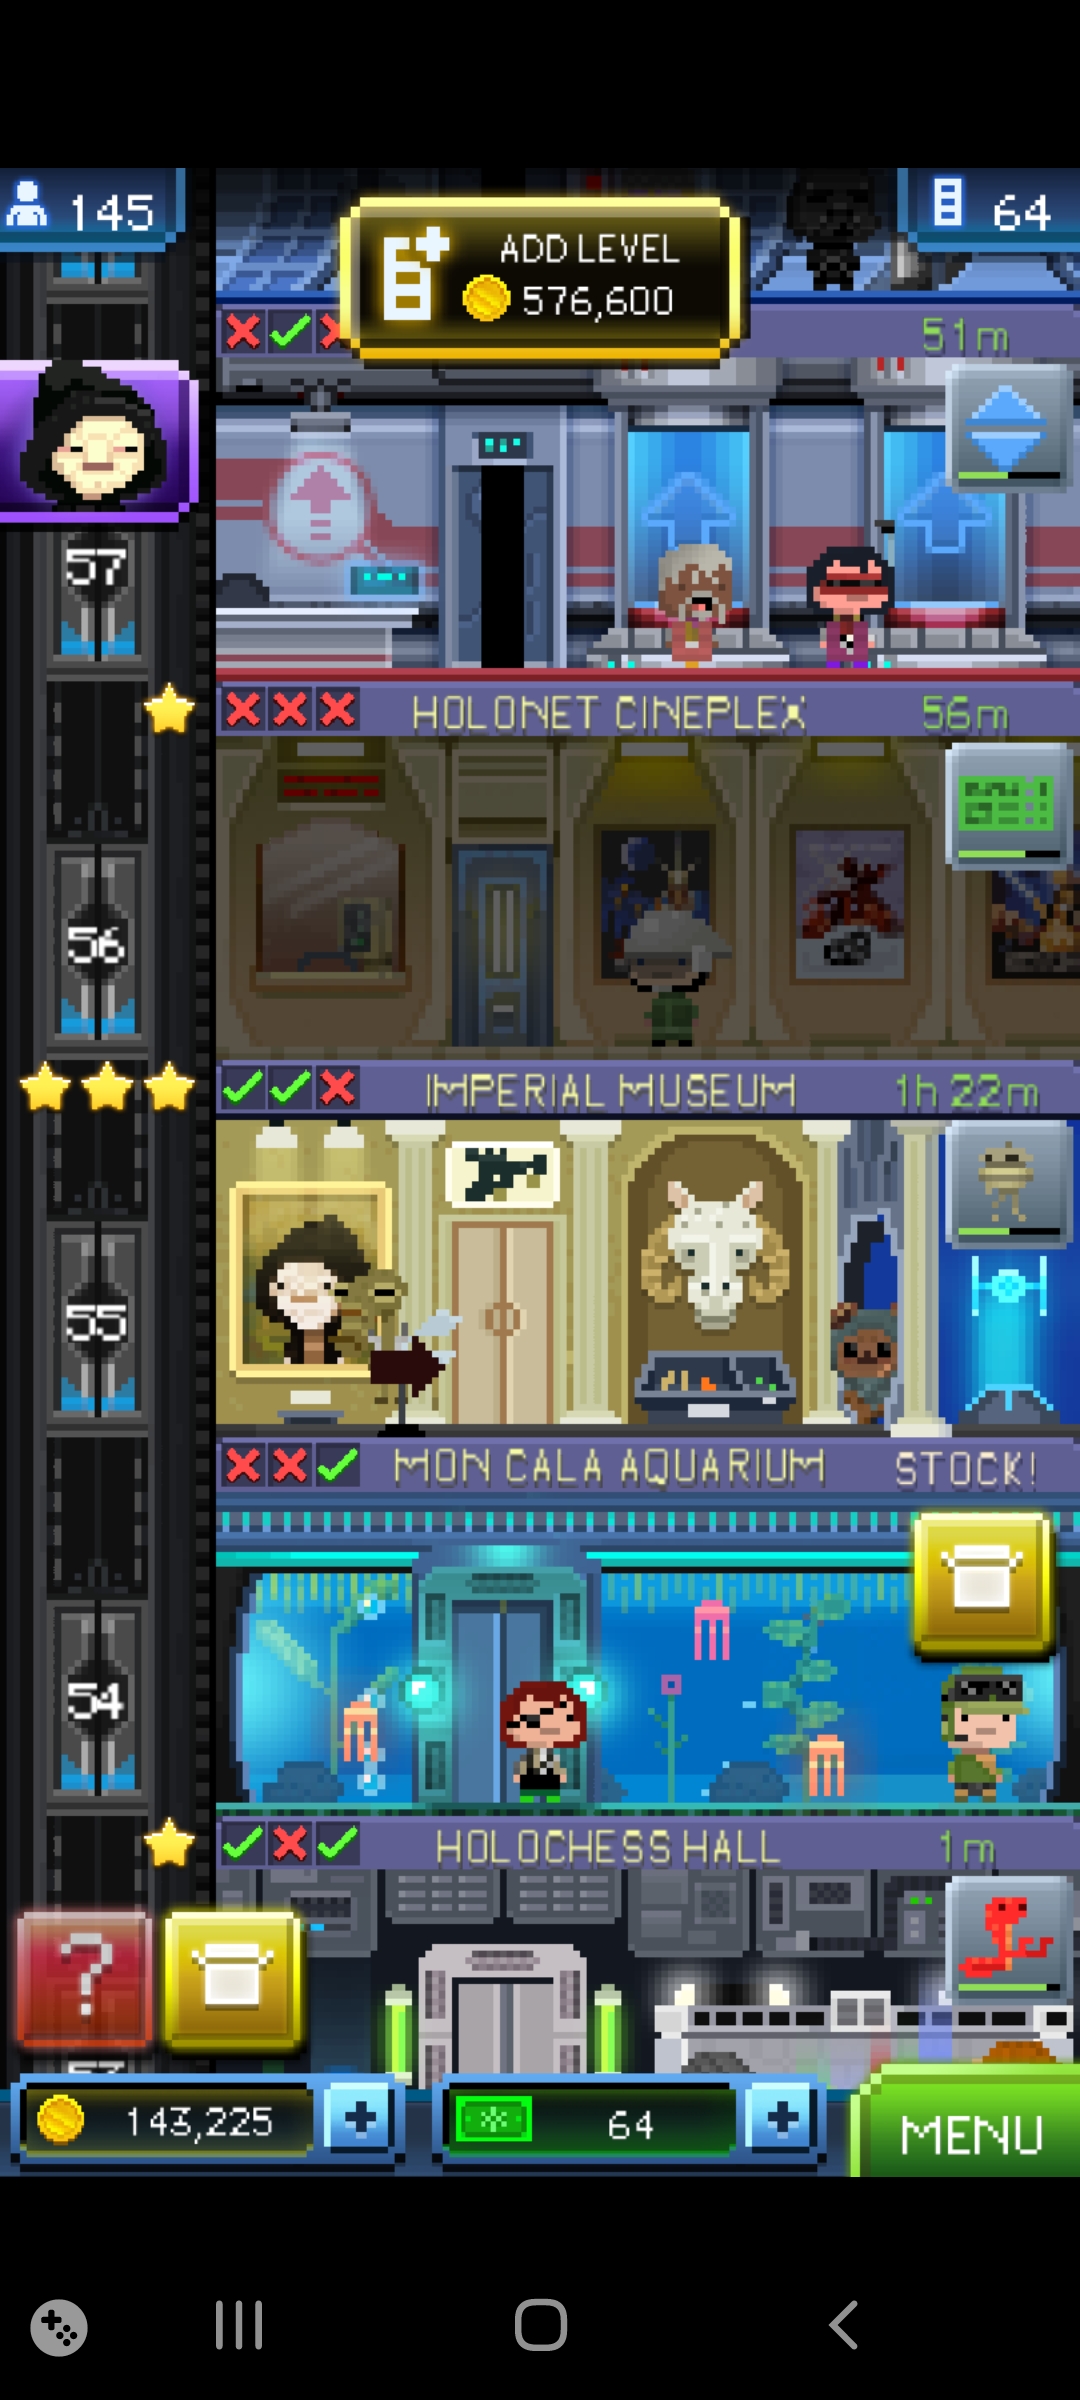 145
ADD LEVEL
576,600
64
51m
57
HOLONET CINEPLEX
56m
56
IMPERIAL MUSEUM
1h 22m
55
MON CALA AQUARIUM
STOCK!
54
HOLOCHESS HALL
1m
?
143,225
+
64
+
MENU